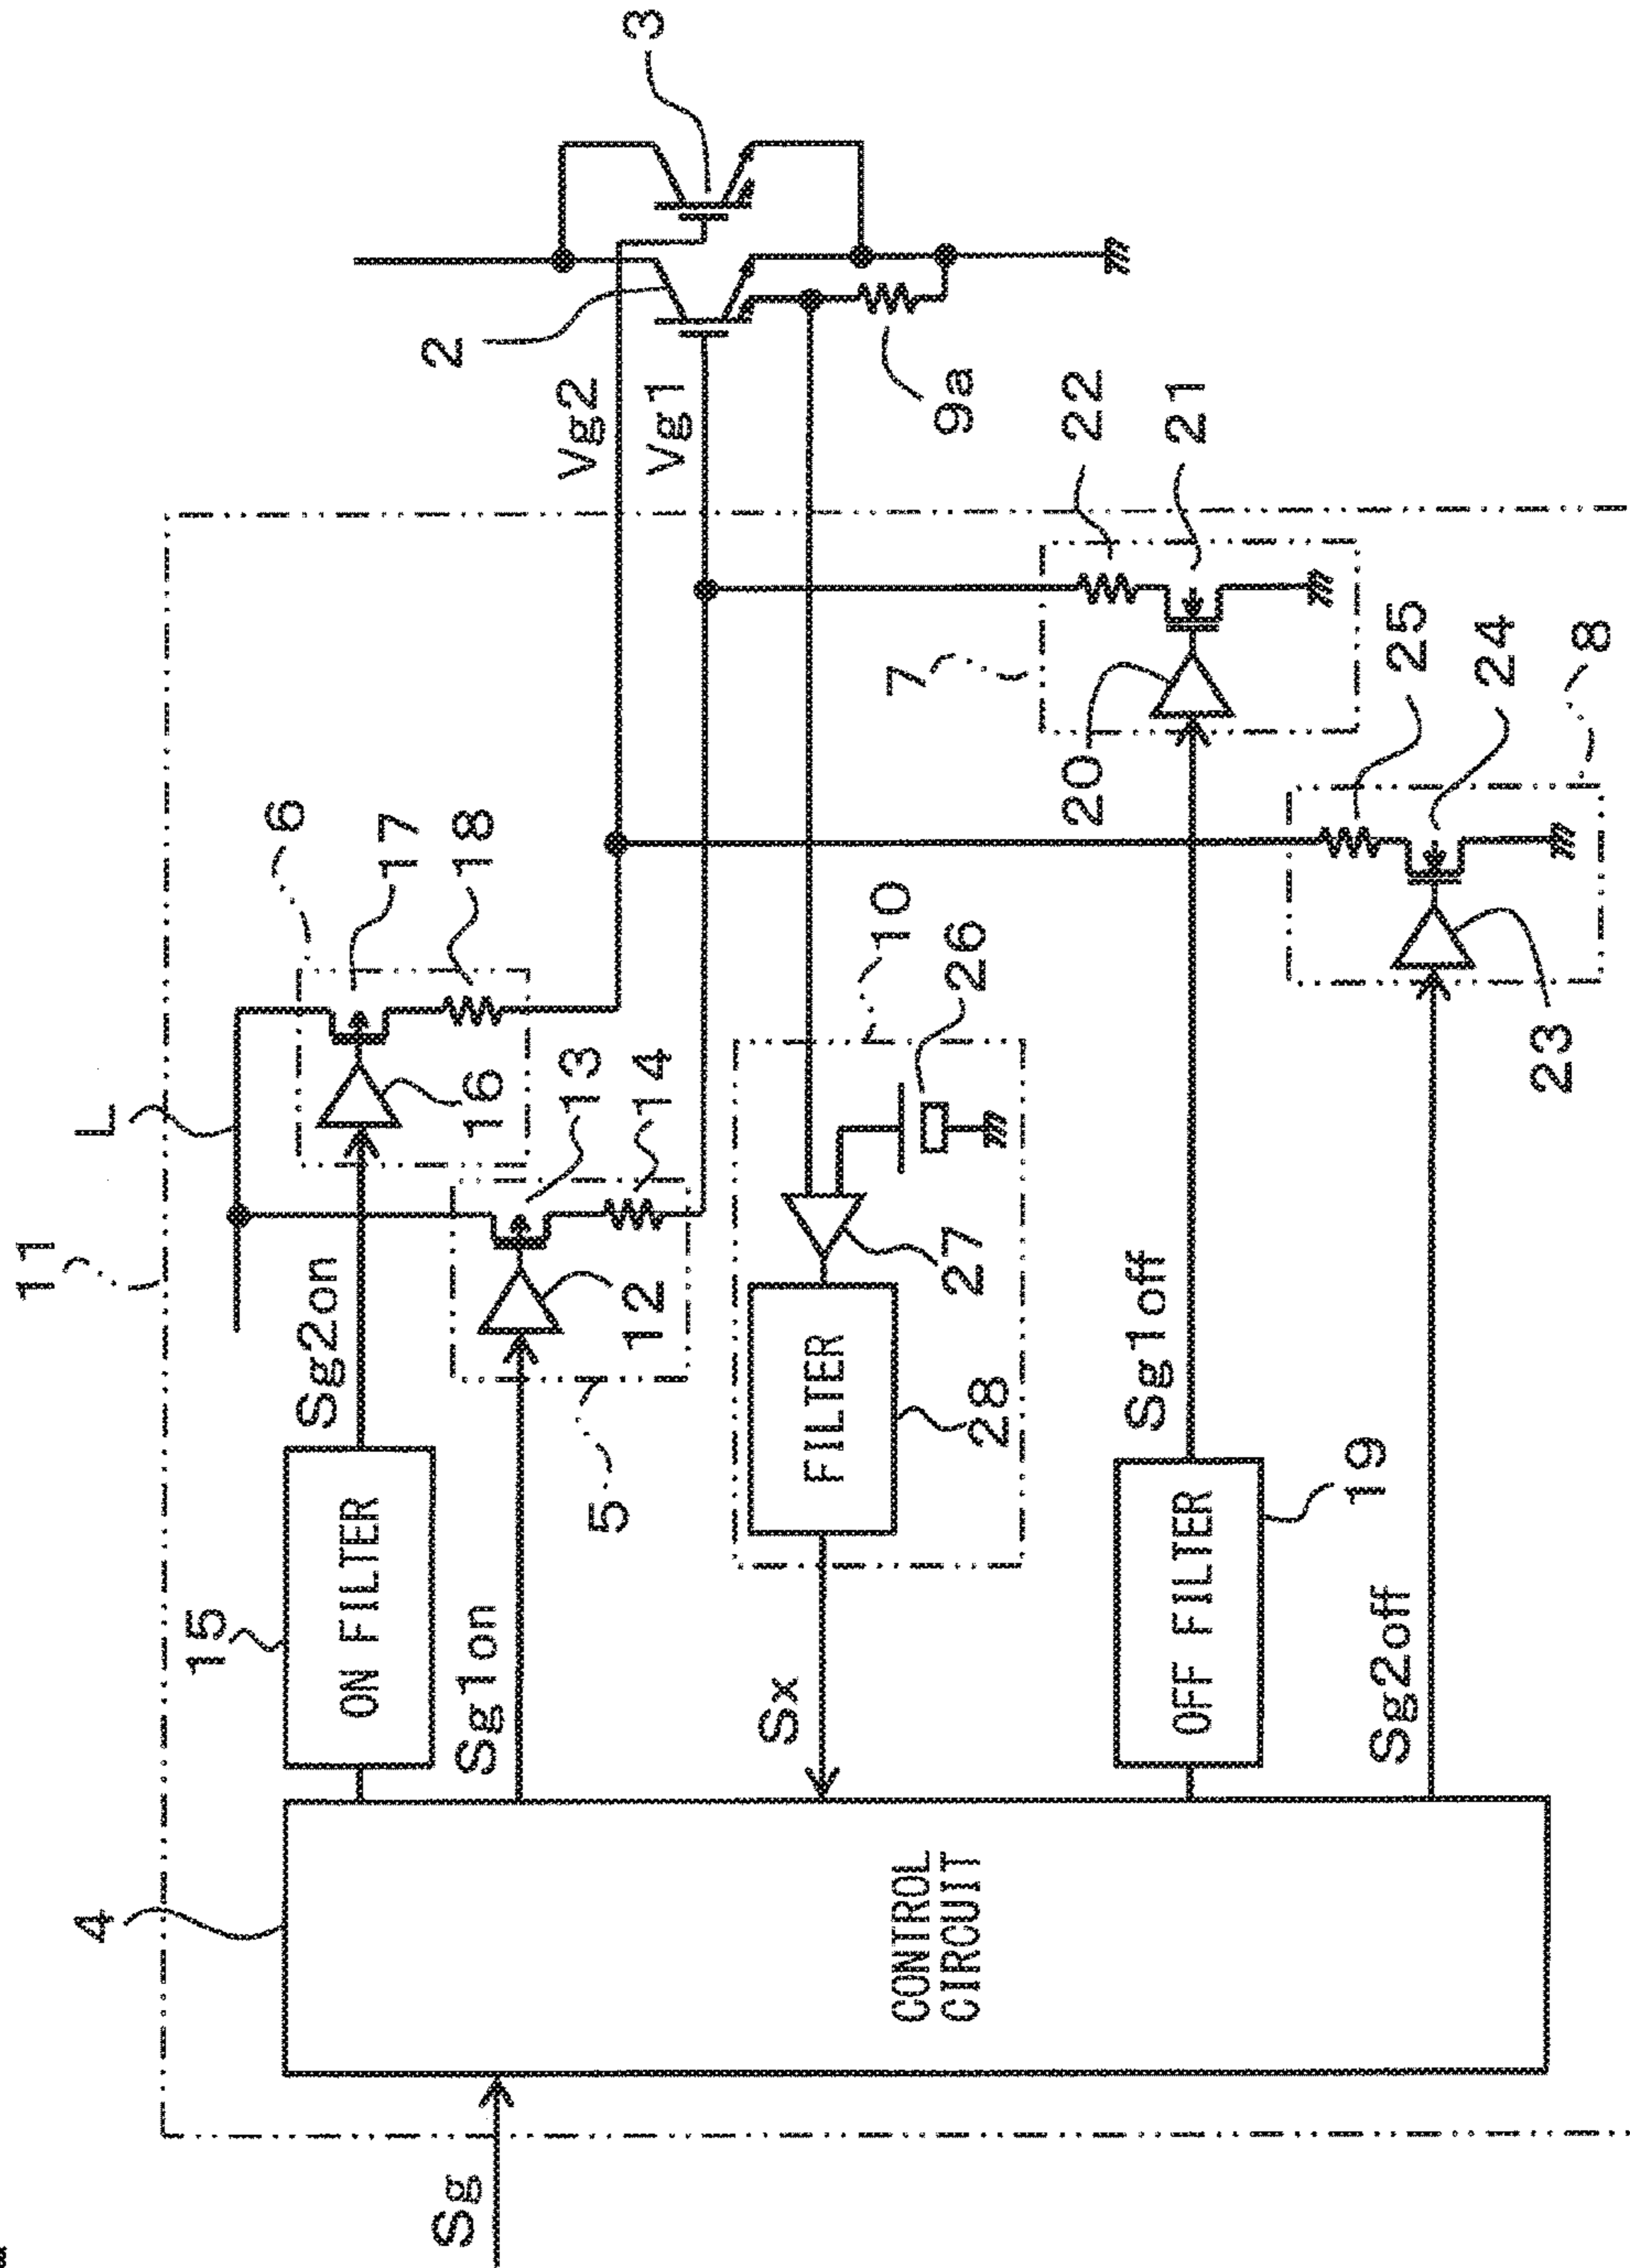 11
L
6
17
18
15
ON FILTER
Sg2on
16
13
14
Vg2
2
3
4
Sg1on
12
5
Vg1
10
26
9a
Sg
CONTROL
CIRCUIT
Sx
FILTER
28
27
7
22
21
20
OFF FILTER
19
Sg1off
25
24
8
Sg2off
23